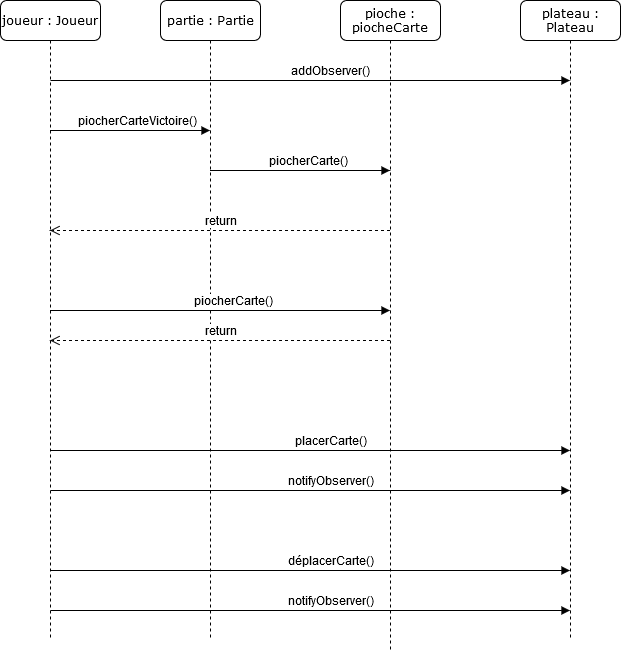 joueur : Joueur
partie : Partie
pioche :
piocheCarte
plateau :
Plateau
addObserver()
piocherCarteVictoire()
piocherCarte()
return
piocherCarte()
return
placerCarte()
notifyObserver()
déplacerCarte()
notifyObserver()